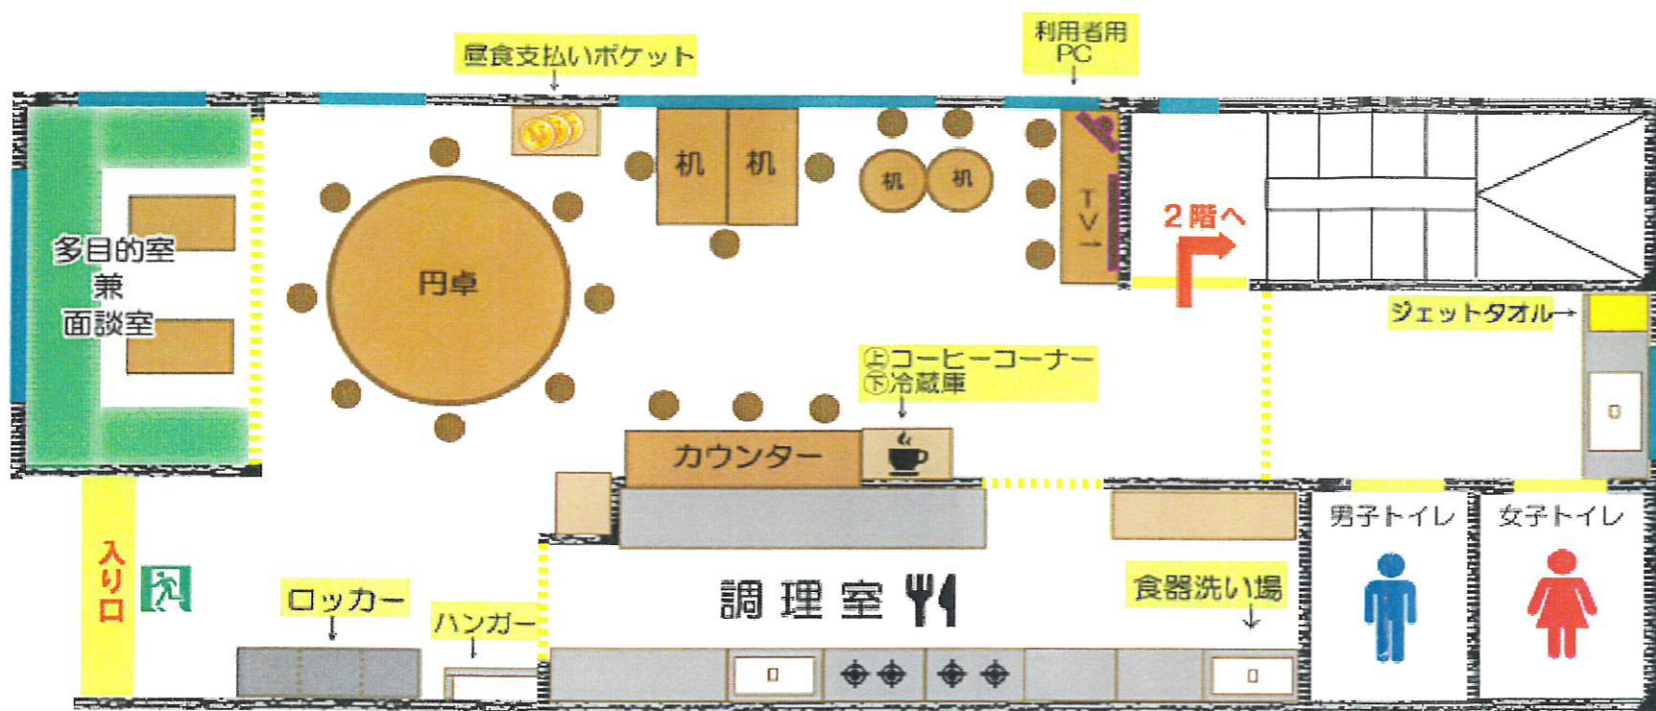 昼食支払いポケット
利用者用
PC
机
机
机
机
TV→
2階へ
多目的室
兼
面談室
円卓
ジェットタオル→
㊤コーヒーコーナー
㊦冷蔵庫
カウンター
男子トイレ
女子トイレ
入り口
ロッカー
ハンガー
調理室
食器洗い場